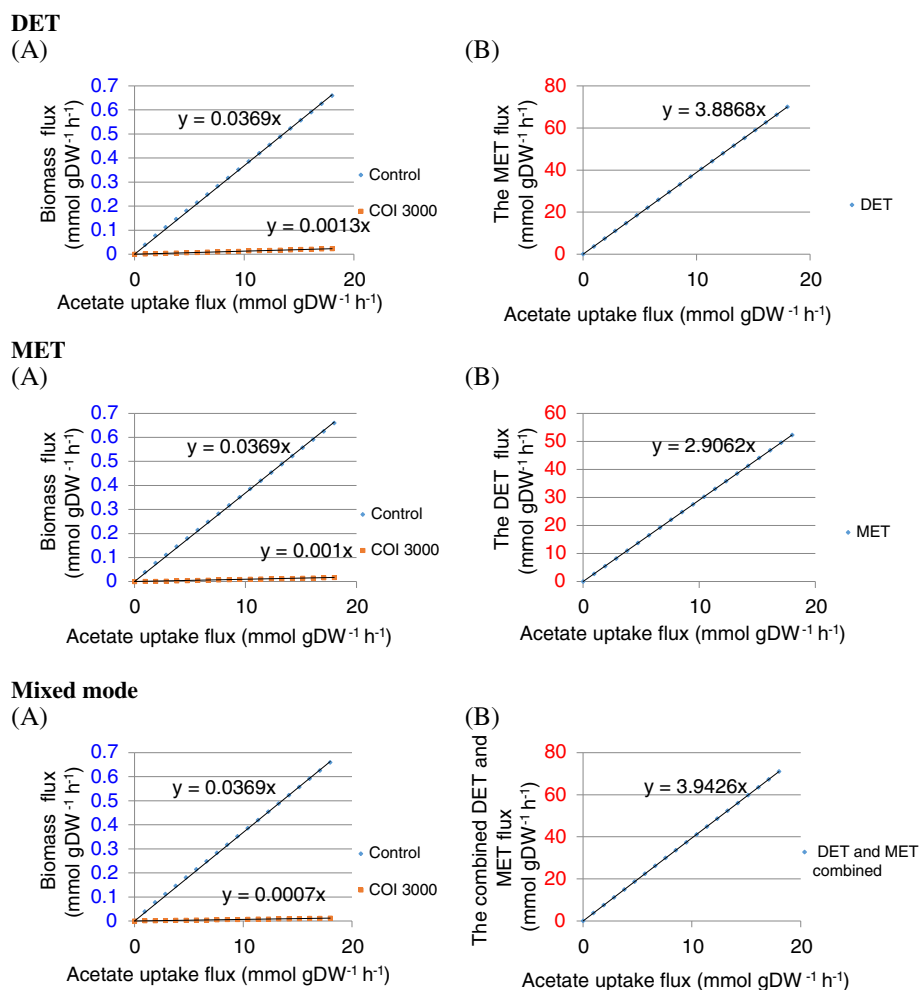 DET
(A)
Biomass flux
(mmol gDW⁻¹ h⁻¹)
0.7
0.6
0.5
0.4
0.3
0.2
0.1
0
y = 0.0369x
y = 0.0013x
Control
COI 3000
0 10 20
Acetate uptake flux (mmol gDW⁻¹ h⁻¹)
(B)
The MET flux
(mmol gDW⁻¹ h⁻¹)
80
60
40
20
0
y = 3.8868x
DET
0 10 20
Acetate uptake flux (mmol gDW⁻¹ h⁻¹)
MET
(A)
Biomass flux
(mmol gDW⁻¹ h⁻¹)
0.7
0.6
0.5
0.4
0.3
0.2
0.1
0
y = 0.0369x
y = 0.001x
Control
COI 3000
0 10 20
Acetate uptake flux (mmol gDW⁻¹ h⁻¹)
(B)
The DET flux
(mmol gDW⁻¹ h⁻¹)
60
50
40
30
20
10
0
y = 2.9062x
MET
0 10 20
Acetate uptake flux (mmol gDW⁻¹ h⁻¹)
Mixed mode
(A)
Biomass flux
(mmol gDW⁻¹ h⁻¹)
0.7
0.6
0.5
0.4
0.3
0.2
0.1
0
y = 0.0369x
y = 0.0007x
Control
COI 3000
0 10 20
Acetate uptake flux (mmol gDW⁻¹ h⁻¹)
(B)
The combined DET and
MET flux
(mmol gDW⁻¹ h⁻¹)
80
60
40
20
0
y = 3.9426x
DET and MET
combined
0 10 20
Acetate uptake flux (mmol gDW⁻¹ h⁻¹)